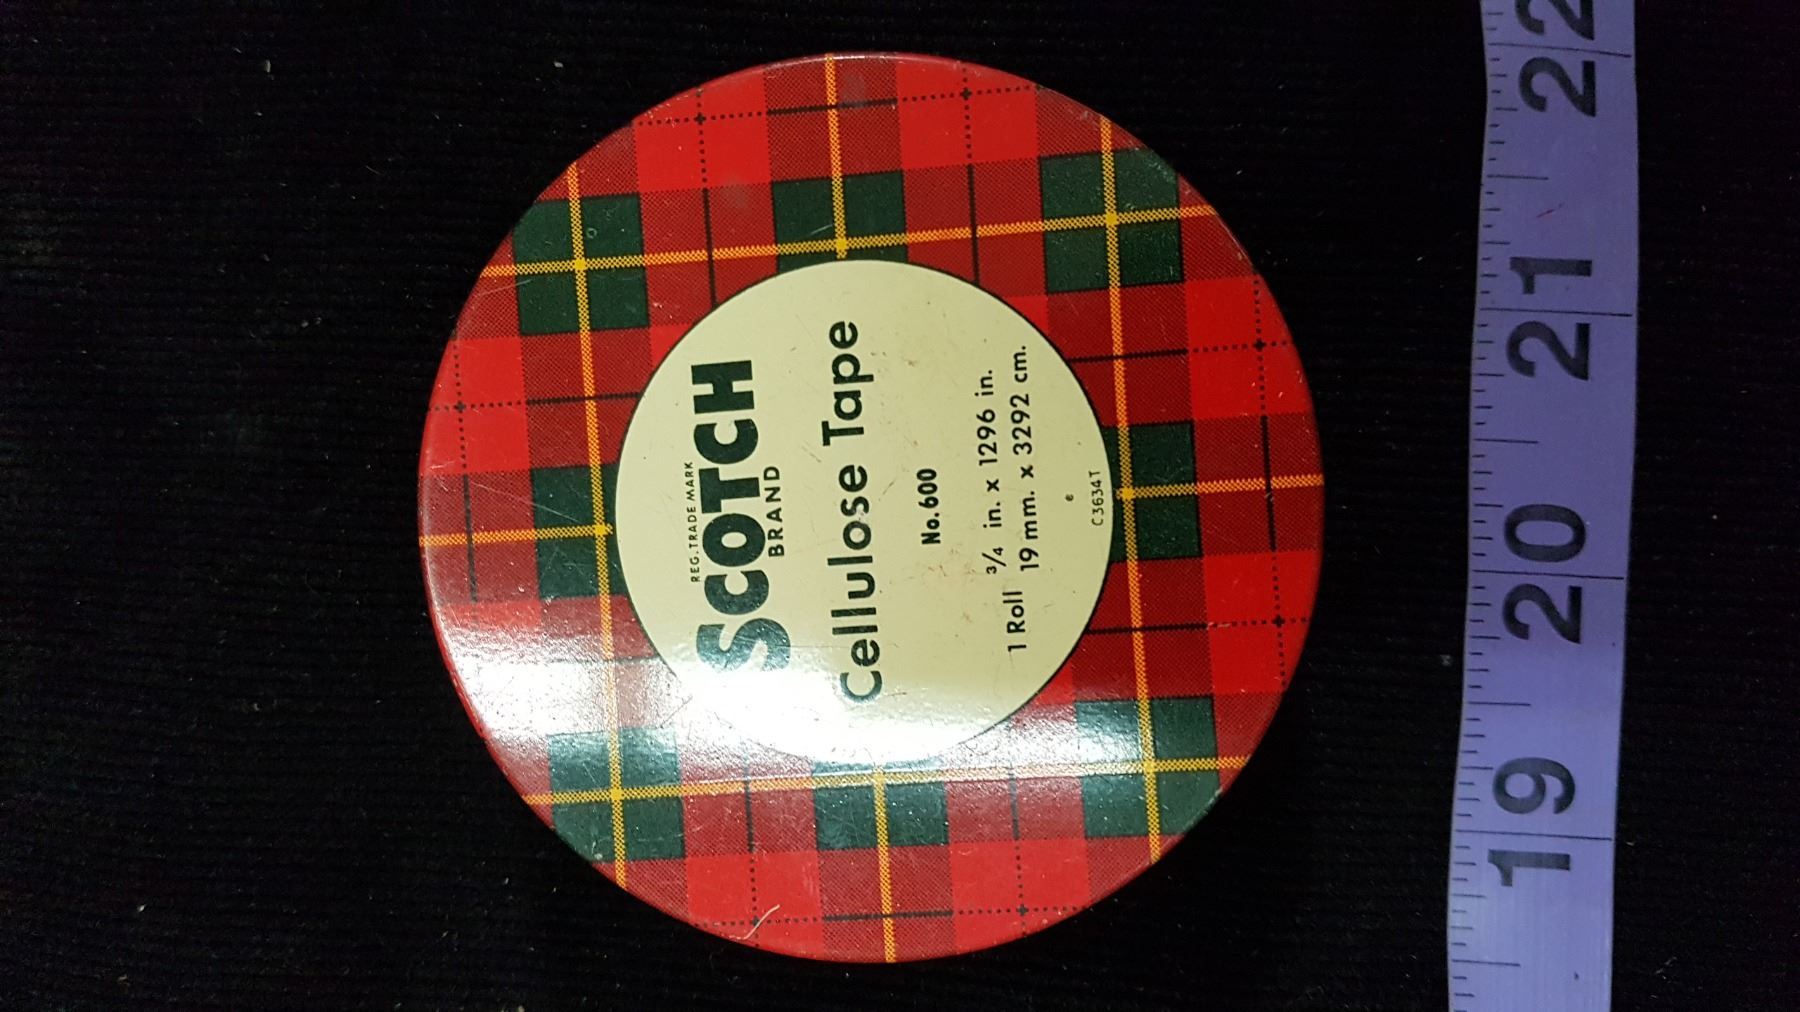 REG. TRADE MARK
SCOTCH
BRAND
Cellulose Tape
No. 600
1 Roll 3/4 in. x 1296 in.
19 mm. x 3292 cm.
e
C3634T
19
20
21
22